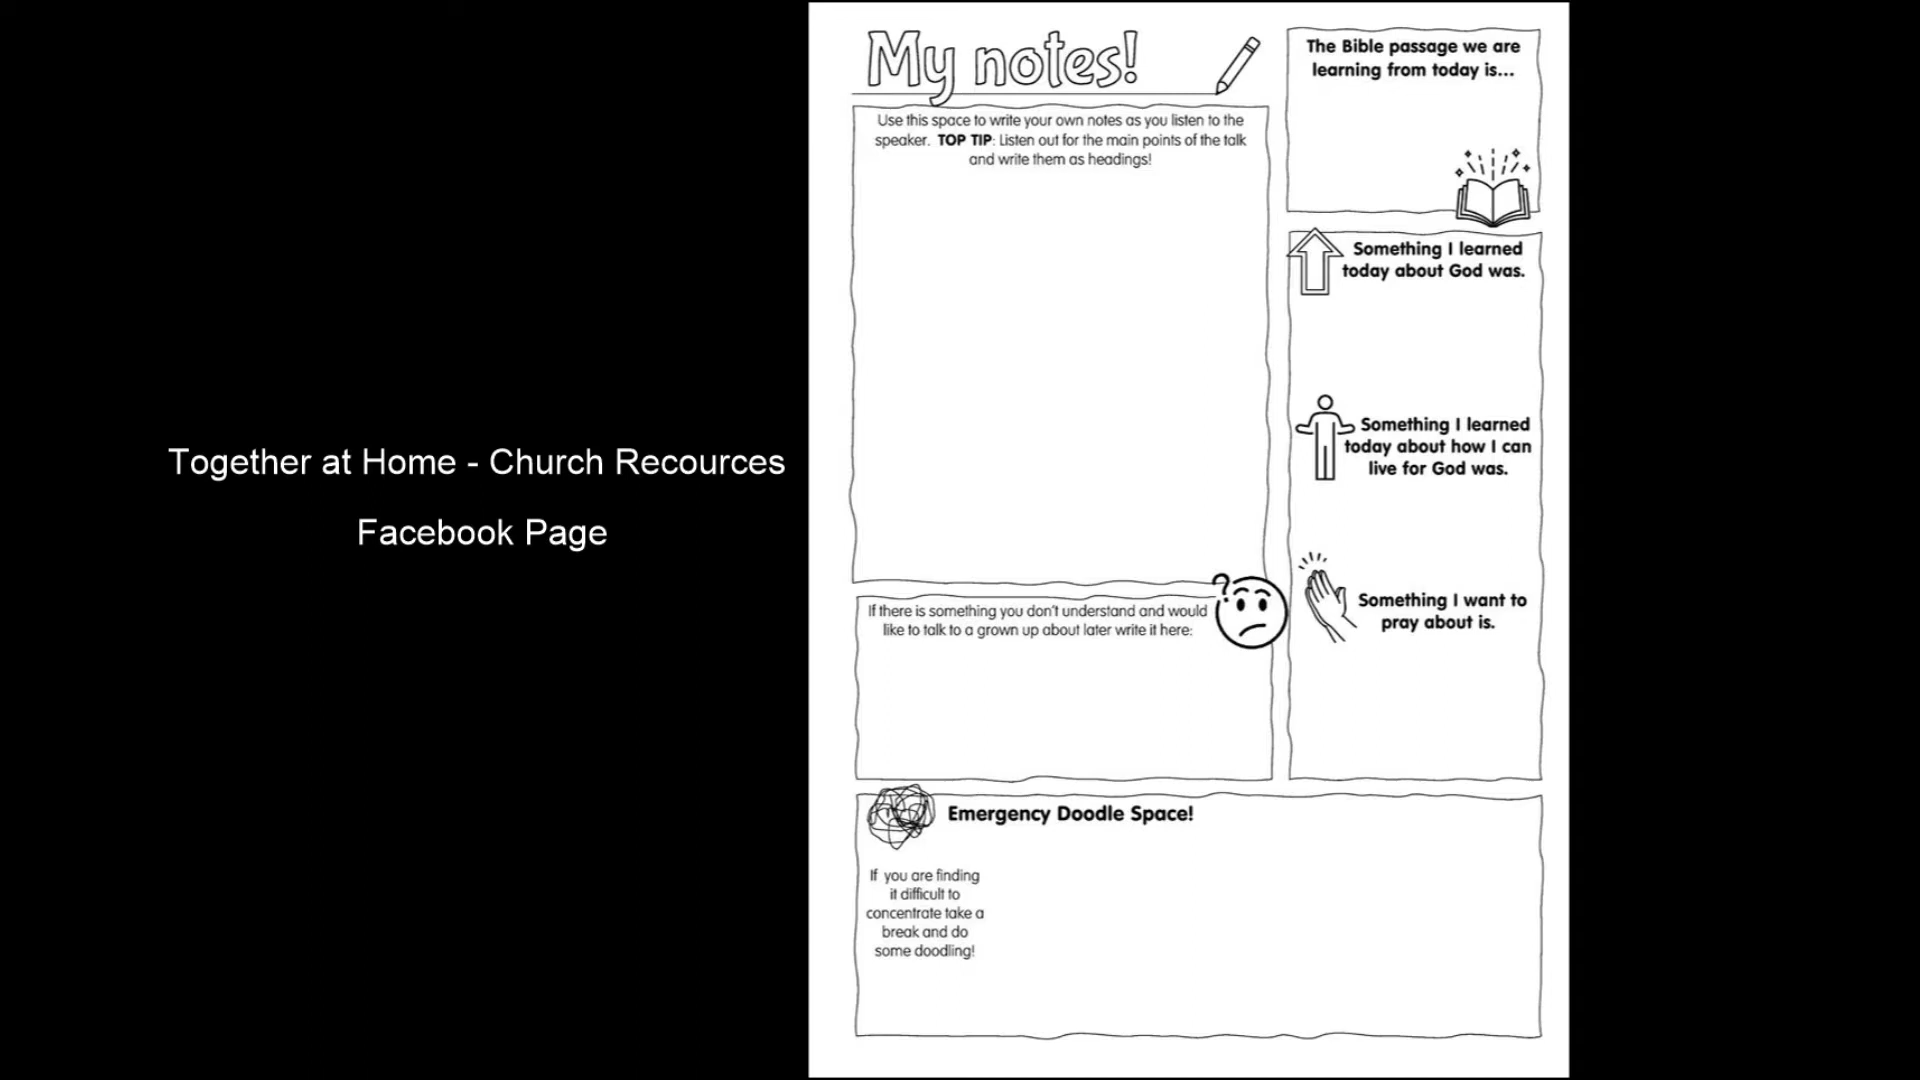 Together at Home - Church Recources
Facebook Page
My notes!
Use this space to write your own notes as you listen to the
speaker. TOP TIP: Listen out for the main points of the talk
and write them as headings!
If there is something you don't understand and would
like to talk to a grown up about later write it here:
?
The Bible passage we are
learning from today is...
Something I learned
today about God was.
Something I learned
today about how I can
live for God was.
Something I want to
pray about is.
Emergency Doodle Space!
If you are finding
it difficult to
concentrate take a
break and do
some doodling!